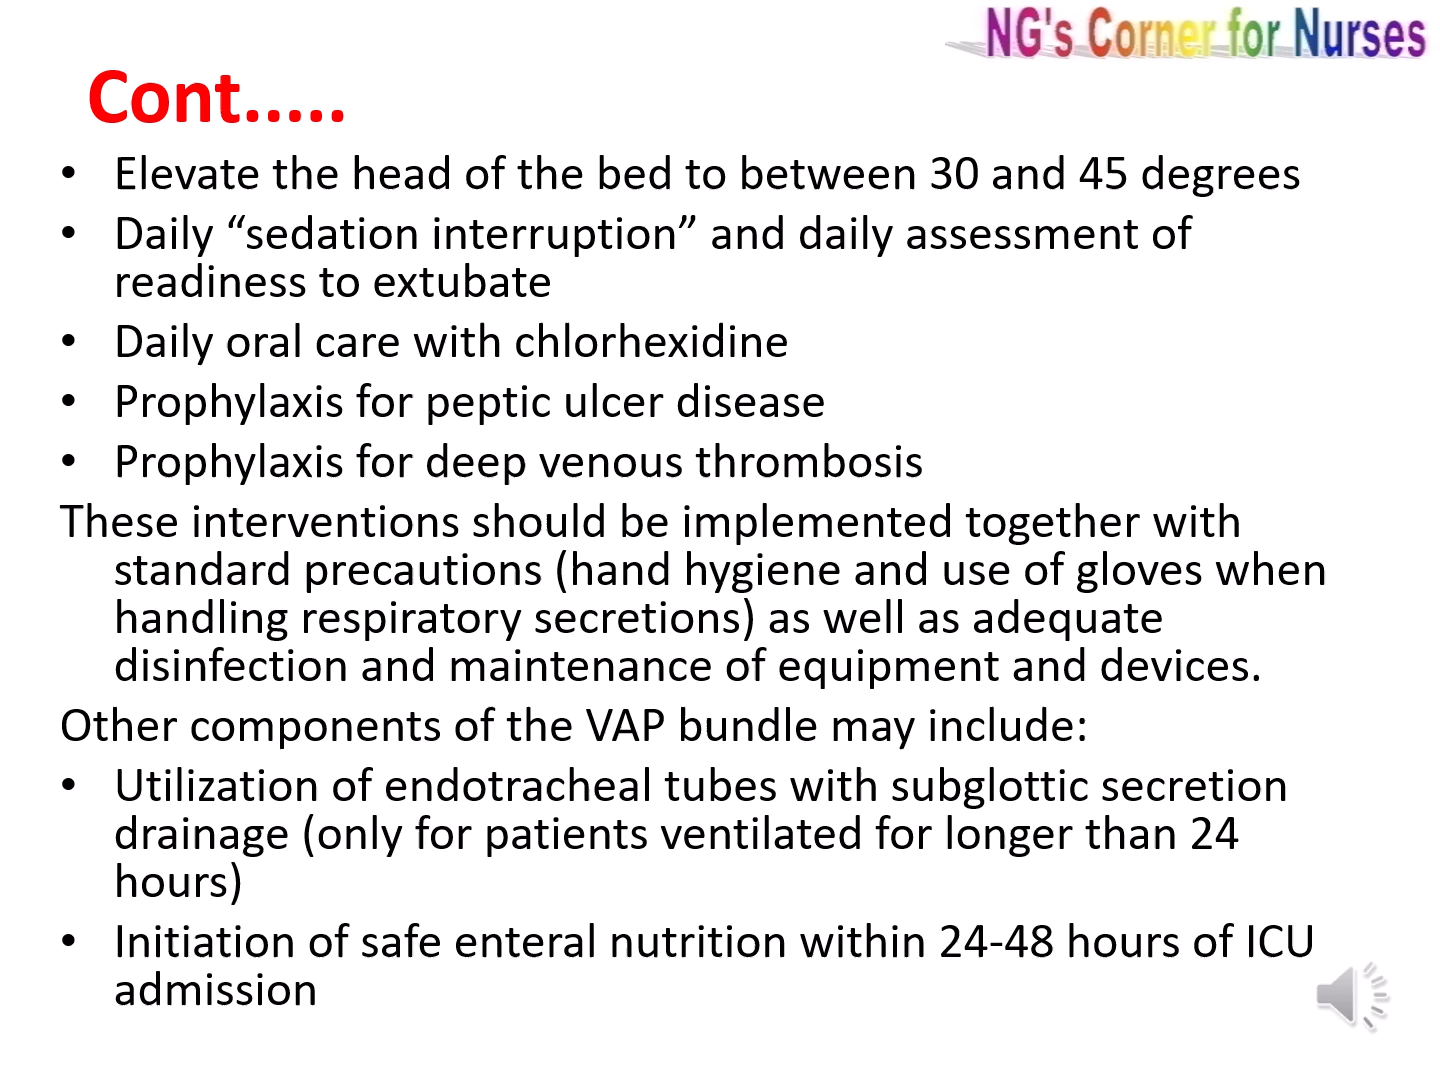 NG's Corner for Nurses
Cont.....
• Elevate the head of the bed to between 30 and 45 degrees
• Daily “sedation interruption” and daily assessment of
readiness to extubate
• Daily oral care with chlorhexidine
• Prophylaxis for peptic ulcer disease
• Prophylaxis for deep venous thrombosis
These interventions should be implemented together with
standard precautions (hand hygiene and use of gloves when
handling respiratory secretions) as well as adequate
disinfection and maintenance of equipment and devices.
Other components of the VAP bundle may include:
• Utilization of endotracheal tubes with subglottic secretion
drainage (only for patients ventilated for longer than 24
hours)
• Initiation of safe enteral nutrition within 24-48 hours of ICU
admission